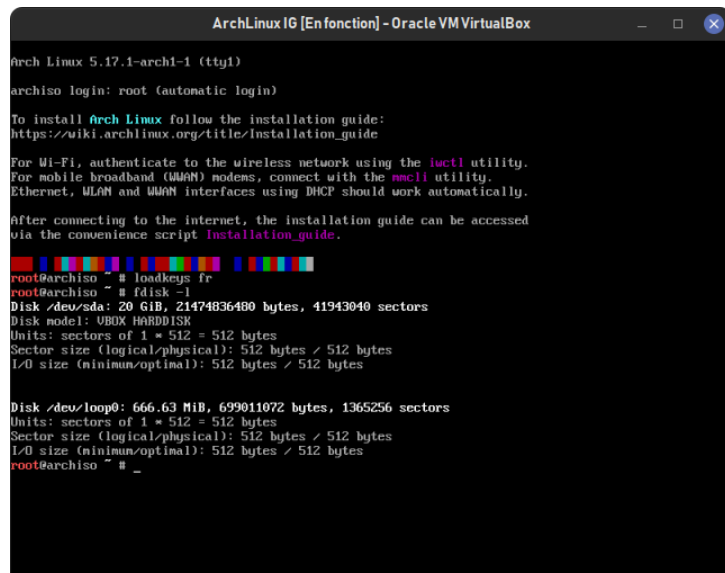 ArchLinux IG [En fonction] - Oracle VM VirtualBox
Arch Linux 5.17.1-arch1-1 (tty1)
archiso login: root (automatic login)
To install Arch Linux follow the installation guide:
https://wiki.archlinux.org/title/Installation_guide
For Wi-Fi, authenticate to the wireless network using the iwctl utility.
For mobile broadband (WWAN) modems, connect with the mmcli utility.
Ethernet, WLAN and WWAN interfaces using DHCP should work automatically.
After connecting to the internet, the installation guide can be accessed
via the convenience script Installation_guide.
root@archiso ~ # loadkeys fr
root@archiso ~ # fdisk -l
Disk /dev/sda: 20 GiB, 21474836480 bytes, 41943040 sectors
Disk model: VBOX HARDDISK
Units: sectors of 1 * 512 = 512 bytes
Sector size (logical/physical): 512 bytes / 512 bytes
I/O size (minimum/optimal): 512 bytes / 512 bytes
Disk /dev/loop0: 666.63 MiB, 699011072 bytes, 1365256 sectors
Units: sectors of 1 * 512 = 512 bytes
Sector size (logical/physical): 512 bytes / 512 bytes
I/O size (minimum/optimal): 512 bytes / 512 bytes
root@archiso ~ # _